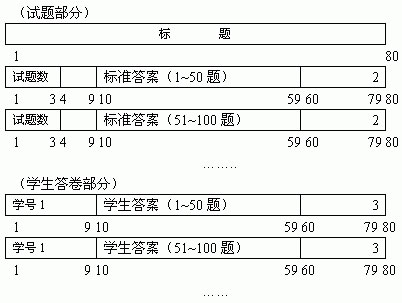 （试题部分）
标 题
1 80
试题数 标准答案（1~50 题） 2
1 3 4 9 10 59 60 79 80
试题数 标准答案（51~100 题） 2
1 3 4 9 10 59 60 79 80
……..
（学生答卷部分）
学号 1 学生答案（1~50 题） 3
1 9 10 59 60 79 80
学号 1 学生答案（51~100 题） 3
1 9 10 59 60 79 80
……